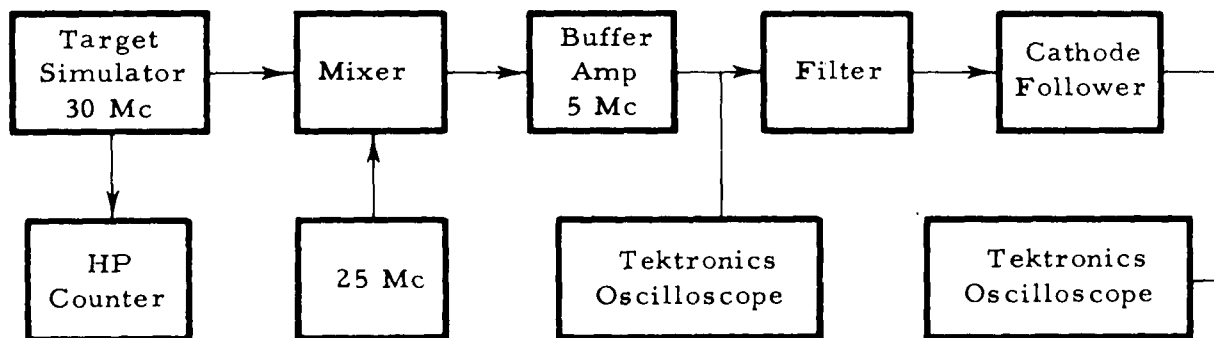 Target
Simulator
30 Mc
Mixer
Buffer
Amp
5 Mc
Filter
Cathode
Follower
HP
Counter
25 Mc
Tektronics
Oscilloscope
Tektronics
Oscilloscope